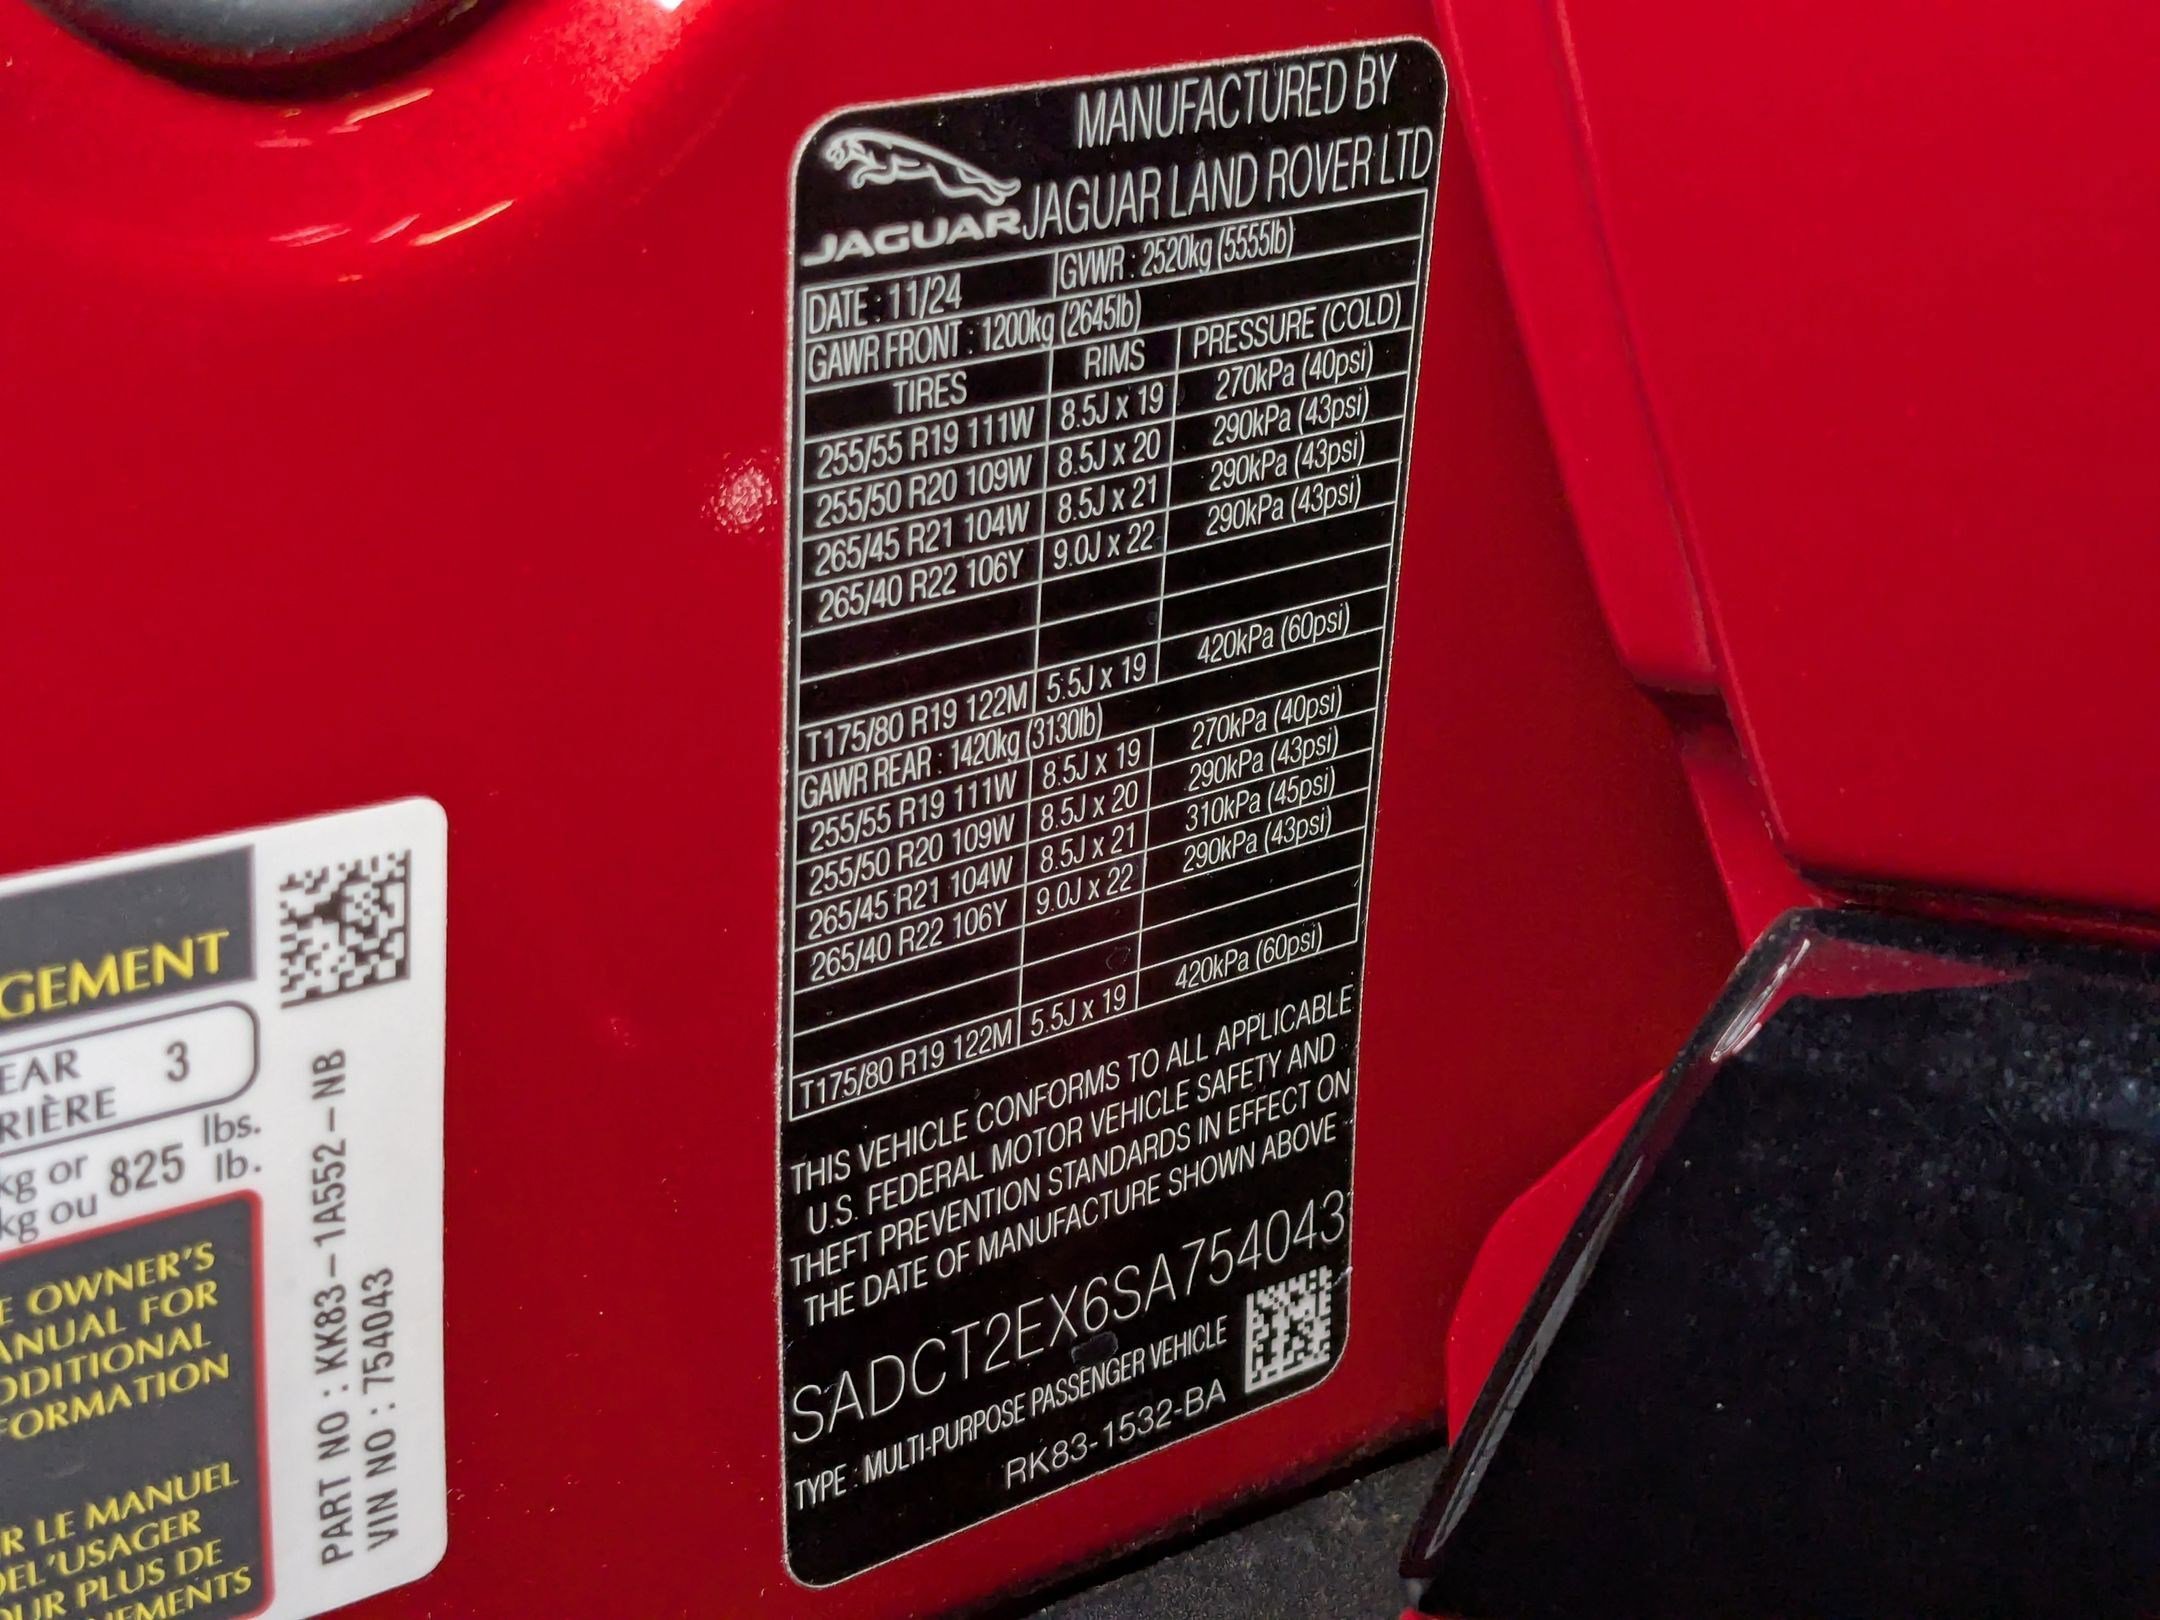 MANUFACTURED BY
JAGUAR JAGUAR LAND ROVER LTD
DATE : 11/24 GVWR : 2520kg (5555lb)
GAWR FRONT : 1200kg (2645lb)
TIRES RIMS PRESSURE (COLD)
255/55 R19 111W 8.5J x 19 270kPa (40psi)
255/50 R20 109W 8.5J x 20 290kPa (43psi)
265/45 R21 104W 8.5J x 21 290kPa (43psi)
265/40 R22 106Y 9.0J x 22 290kPa (43psi)
T175/80 R19 122M 5.5J x 19 420kPa (60psi)
GAWR REAR : 1420kg (3130lb)
255/55 R19 111W 8.5J x 19 270kPa (40psi)
255/50 R20 109W 8.5J x 20 290kPa (43psi)
265/45 R21 104W 8.5J x 21 310kPa (45psi)
265/40 R22 106Y 9.0J x 22 290kPa (43psi)
T175/80 R19 122M 5.5J x 19 420kPa (60psi)
THIS VEHICLE CONFORMS TO ALL APPLICABLE
U.S. FEDERAL MOTOR VEHICLE SAFETY AND
THEFT PREVENTION STANDARDS IN EFFECT ON
THE DATE OF MANUFACTURE SHOWN ABOVE
SADCT2EX6SA754043
TYPE : MULTI-PURPOSE PASSENGER VEHICLE
RK83-1532-BA
GEMENT
EAR 3
RIÈRE
kg or 825 lbs.
kg ou lb.
E OWNER'S
ANUAL FOR
DDITIONAL
FORMATION
R LE MANUEL
DEL'USAGER
OUR PLUS DE
NEMENTS
PART NO : KK83-1A552-NB
VIN NO : 754043